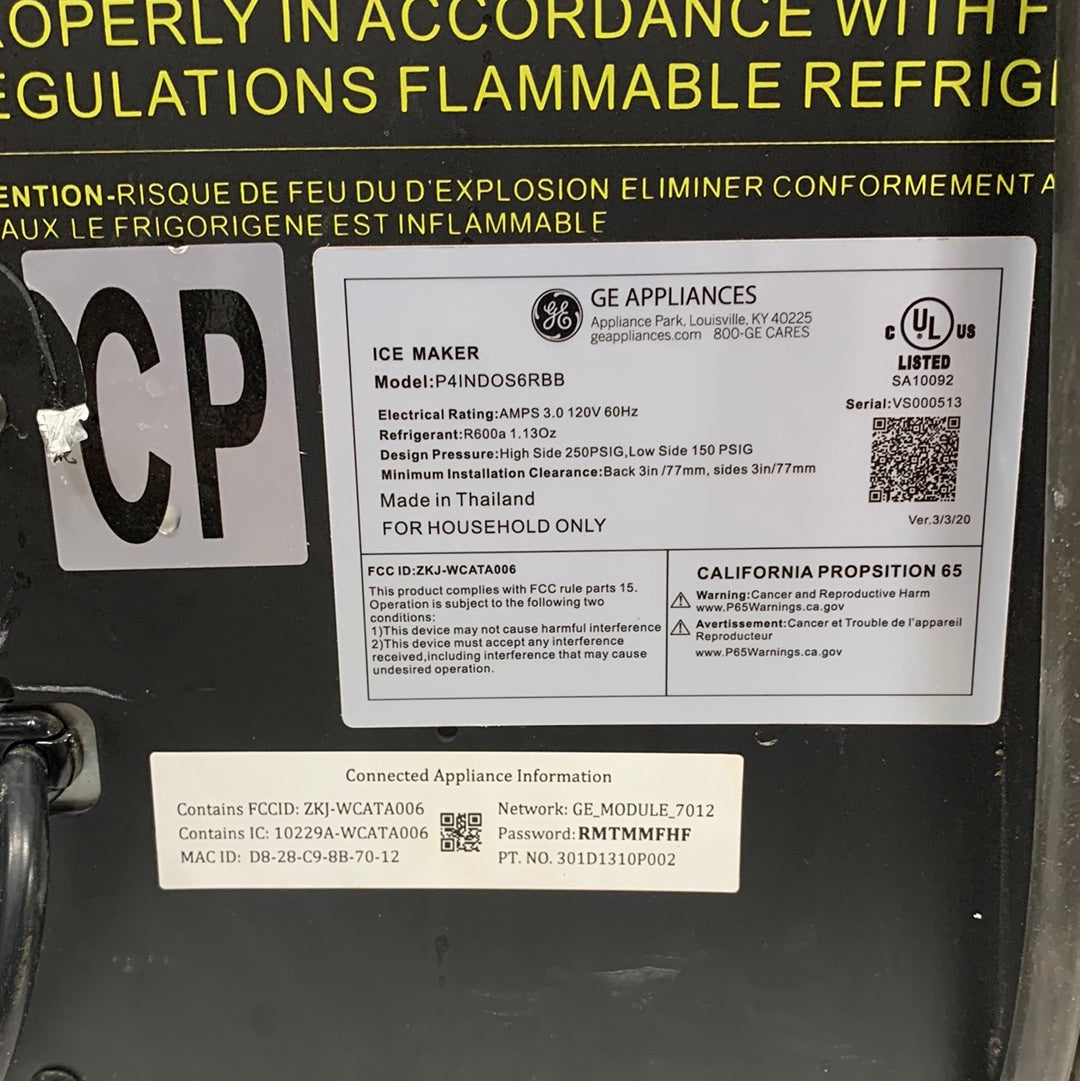 OPERLY IN ACCORDANCE WITH F
EGULATIONS FLAMMABLE REFRIGI
ENTION-RISQUE DE FEU DU D'EXPLOSION ELIMINER CONFORMEMENT A
AUX LE FRIGORIGENE EST INFLAMMABLE
CP
GE APPLIANCES
Appliance Park, Louisville, KY 40225
geappliances.com 800-GE CARES
ICE MAKER
Model:P4INDOS6RBB
C UL US
LISTED
SA10092
Serial:VS000513
Electrical Rating:AMPS 3.0 120V 60Hz
Refrigerant:R600a 1.13Oz
Design Pressure:High Side 250PSIG,Low Side 150 PSIG
Minimum Installation Clearance:Back 3in /77mm, sides 3in/77mm
Made in Thailand
FOR HOUSEHOLD ONLY
Ver.3/3/20
FCC ID:ZKJ-WCATA006
This product complies with FCC rule parts 15.
Operation is subject to the following two
conditions:
1)This device may not cause harmful interference
2)This device must accept any interference
received,including interference that may cause
undesired operation.
CALIFORNIA PROPSITION 65
Warning:Cancer and Reproductive Harm
www.P65Warnings.ca.gov
Avertissement:Cancer et Trouble de l'appareil
Reproducteur
www.P65Warnings.ca.gov
Connected Appliance Information
Contains FCCID: ZKJ-WCATA006
Contains IC: 10229A-WCATA006
MAC ID: D8-28-C9-8B-70-12
Network: GE_MODULE_7012
Password:RMTMMFHF
PT. NO. 301D1310P002